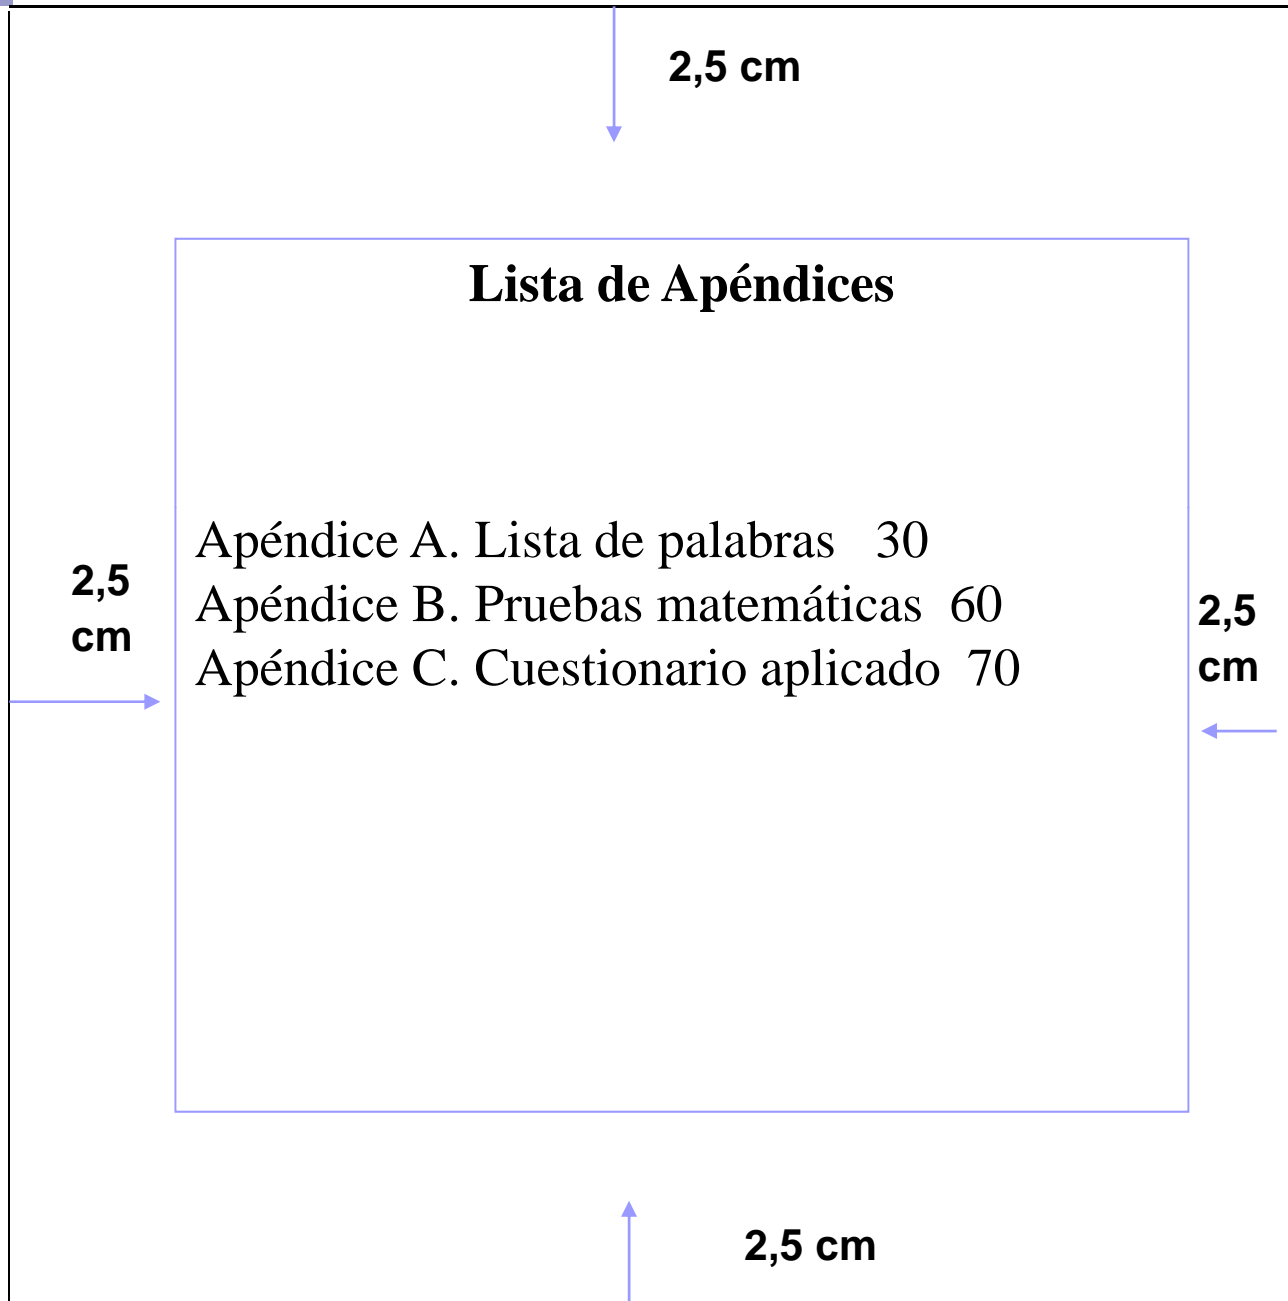 2,5 cm
Lista de Apéndices
Apéndice A. Lista de palabras 30
Apéndice B. Pruebas matemáticas 60
Apéndice C. Cuestionario aplicado 70
2,5
cm
2,5
cm
2,5 cm